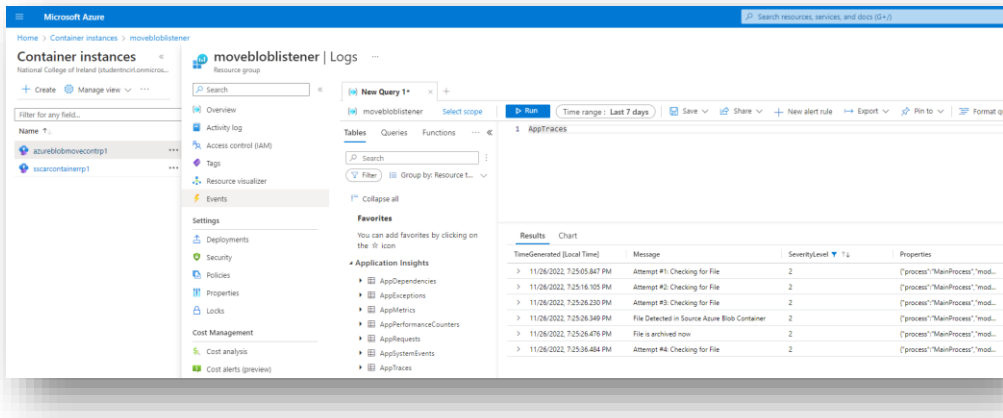 Microsoft Azure
Search resources, services, and docs (G+/)
Home > Container instances > movebloblistener
Container instances
National College of Ireland (studentncirl.onmicros...
+ Create Manage view ...
Filter for any field...
Name ↑↓
azureblobmovecontrp1 ...
sscarcontainerrp1 ...
movebloblistener | Logs ...
Resource group
Search
Overview
Activity log
Access control (IAM)
Tags
Resource visualizer
Events
Settings
Deployments
Security
Policies
Properties
Locks
Cost Management
Cost analysis
Cost alerts (preview)
New Query 1*
movebloblistener Select scope
Run Time range : Last 7 days Save Share New alert rule Export Pin to Format qu
Tables Queries Functions ...
Search
Filter Group by: Resource t...
Collapse all
Favorites
You can add favorites by clicking on
the ☆ icon
Application Insights
AppDependencies
AppExceptions
AppMetrics
AppPerformanceCounters
AppRequests
AppSystemEvents
AppTraces
1 AppTraces
Results Chart
TimeGenerated [Local Time] Message SeverityLevel Properties
11/26/2022, 7:25:05.847 PM Attempt #1: Checking for File 2 {"process":"MainProcess","mod...
11/26/2022, 7:25:16.105 PM Attempt #2: Checking for File 2 {"process":"MainProcess","mod...
11/26/2022, 7:25:26.230 PM Attempt #3: Checking for File 2 {"process":"MainProcess","mod...
11/26/2022, 7:25:26.349 PM File Detected in Source Azure Blob Container 2 {"process":"MainProcess","mod...
11/26/2022, 7:25:26.476 PM File is archived now 2 {"process":"MainProcess","mod...
11/26/2022, 7:25:36.484 PM Attempt #4: Checking for File 2 {"process":"MainProcess","mod...